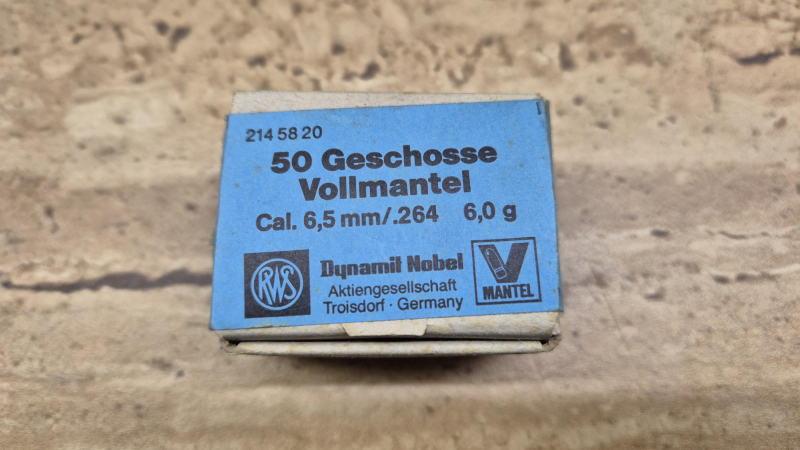 214 58 20
50 Geschosse
Vollmantel
Cal. 6,5 mm/.264 6,0 g
RWS
Dynamit Nobel
Aktiengesellschaft
Troisdorf · Germany
V
MANTEL